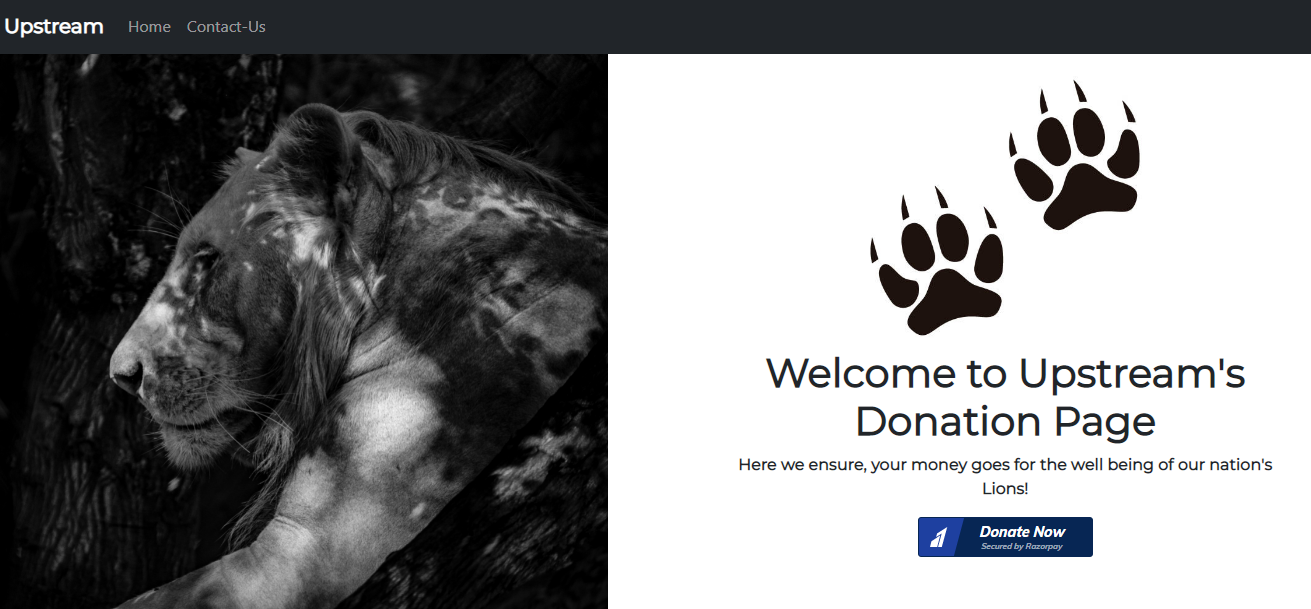 Upstream Home Contact-Us
Welcome to Upstream's
Donation Page
Here we ensure, your money goes for the well being of our nation's
Lions!
Donate Now
Secured by Razorpay